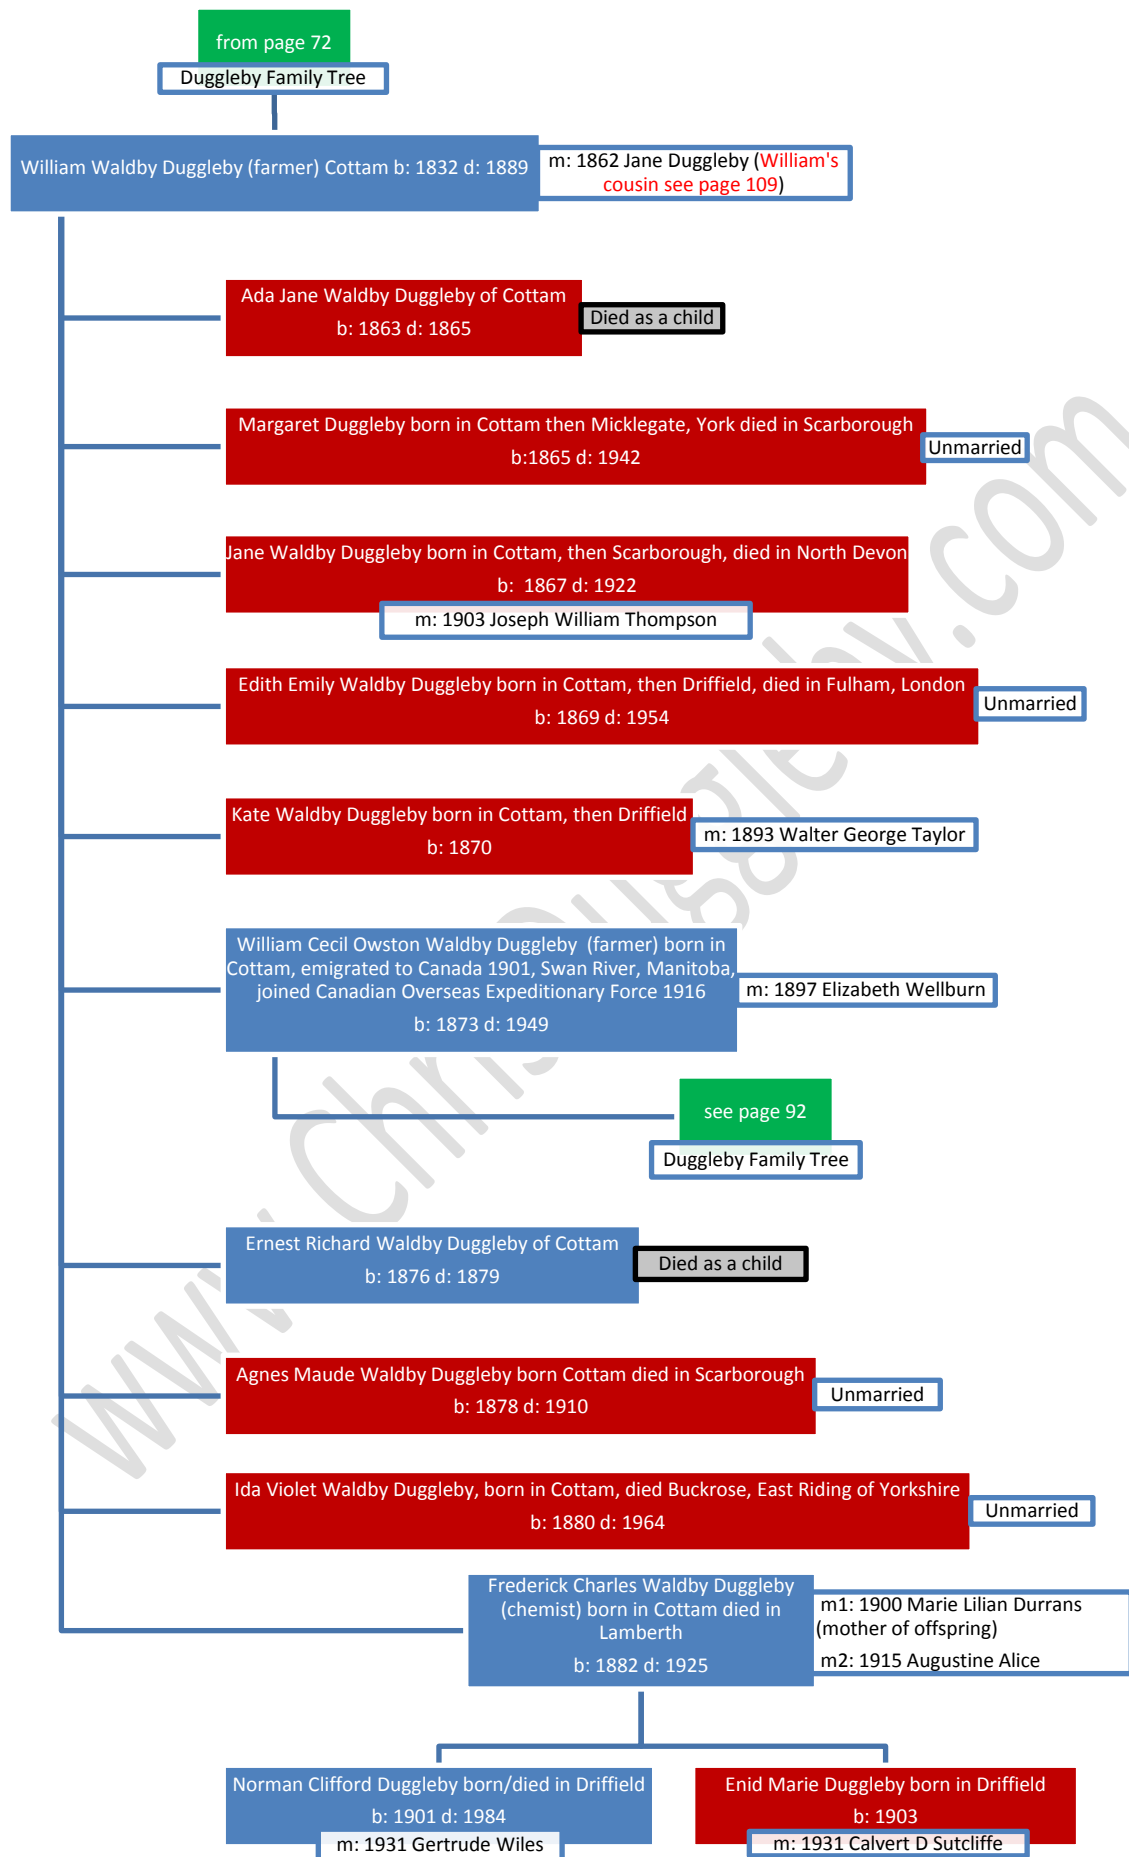 from page 72
Duggleby Family Tree
William Waldby Duggleby (farmer) Cottam b: 1832 d: 1889
m: 1862 Jane Duggleby (William's
cousin see page 109)
Ada Jane Waldby Duggleby of Cottam
b: 1863 d: 1865
Died as a child
Margaret Duggleby born in Cottam then Micklegate, York died in Scarborough
b:1865 d: 1942
Unmarried
Jane Waldby Duggleby born in Cottam, then Scarborough, died in North Devon
b:  1867 d: 1922
m: 1903 Joseph William Thompson
Edith Emily Waldby Duggleby born in Cottam, then Driffield, died in Fulham, London
b: 1869 d: 1954
Unmarried
Kate Waldby Duggleby born in Cottam, then Driffield
b: 1870
m: 1893 Walter George Taylor
William Cecil Owston Waldby Duggleby  (farmer) born in
Cottam, emigrated to Canada 1901, Swan River, Manitoba,
joined Canadian Overseas Expeditionary Force 1916
b: 1873 d: 1949
m: 1897 Elizabeth Wellburn
see page 92
Duggleby Family Tree
Ernest Richard Waldby Duggleby of Cottam
b: 1876 d: 1879
Died as a child
Agnes Maude Waldby Duggleby born Cottam died in Scarborough
b: 1878 d: 1910
Unmarried
Ida Violet Waldby Duggleby, born in Cottam, died Buckrose, East Riding of Yorkshire
b: 1880 d: 1964
Unmarried
Frederick Charles Waldby Duggleby
(chemist) born in Cottam died in
Lamberth
b: 1882 d: 1925
m1: 1900 Marie Lilian Durrans
(mother of offspring)
m2: 1915 Augustine Alice
Norman Clifford Duggleby born/died in Driffield
b: 1901 d: 1984
m: 1931 Gertrude Wiles
Enid Marie Duggleby born in Driffield
b: 1903
m: 1931 Calvert D Sutcliffe
www.ChrisDuggleby.com